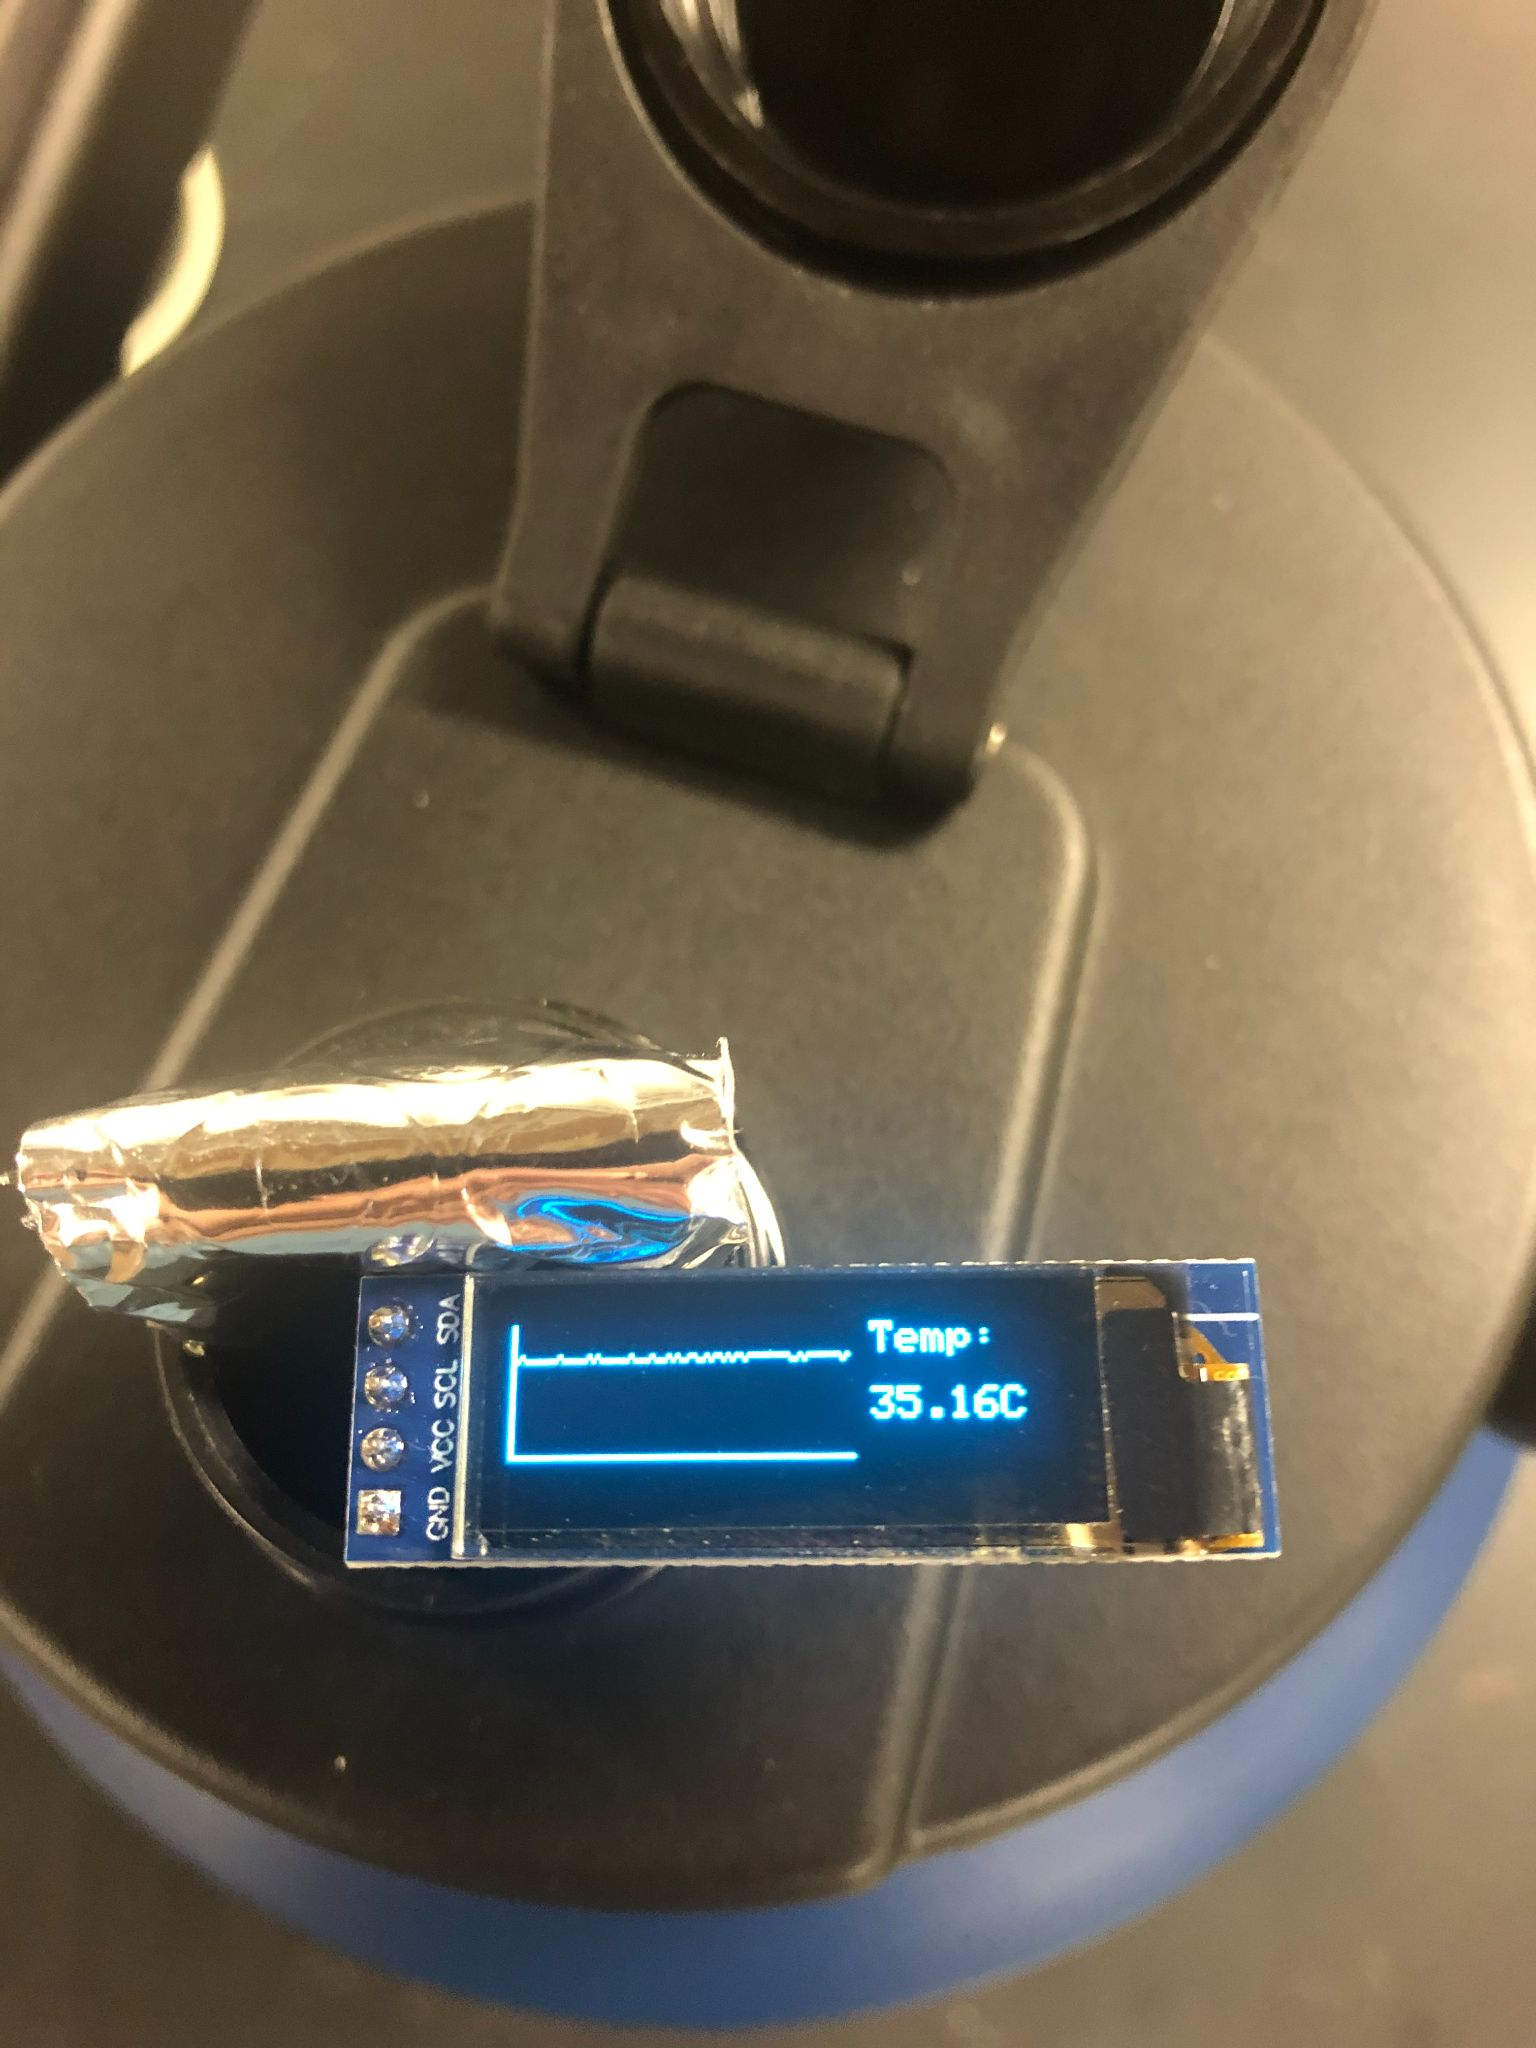 Temp:
35.16C
GND VCC SCL SDA